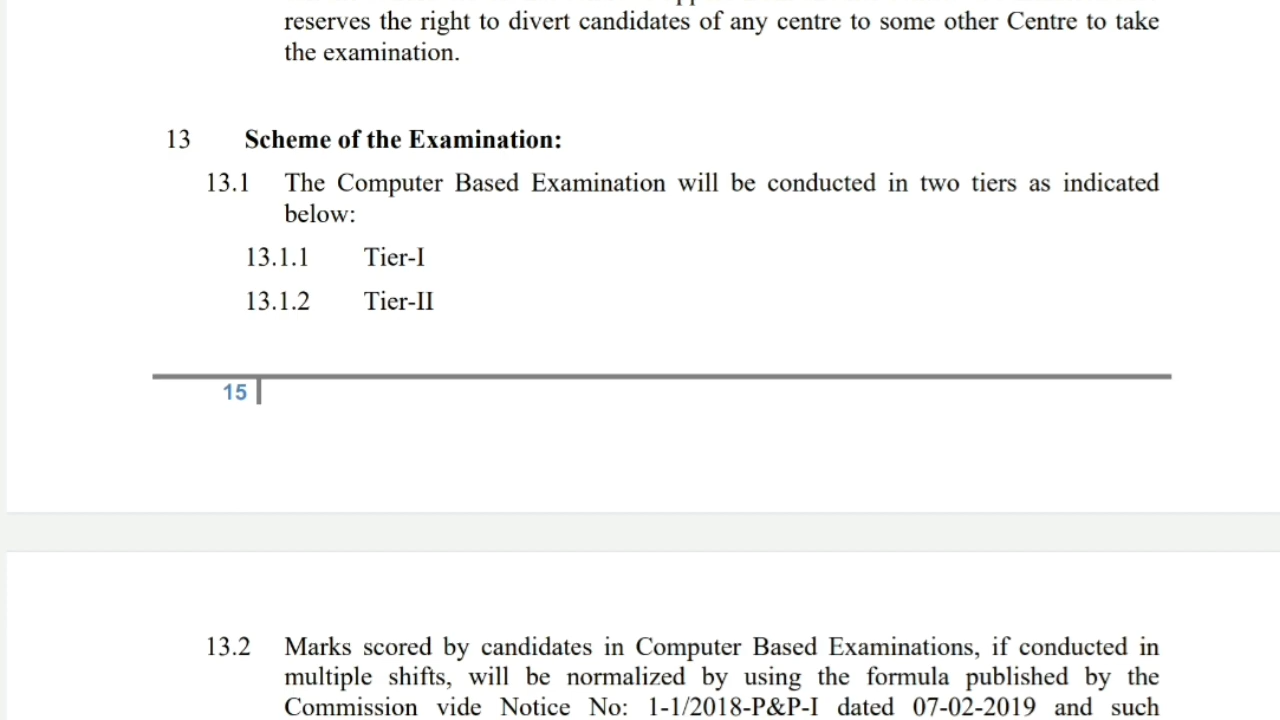 reserves the right to divert candidates of any centre to some other Centre to take
the examination.
13 Scheme of the Examination:
13.1 The Computer Based Examination will be conducted in two tiers as indicated
below:
13.1.1 Tier-I
13.1.2 Tier-II
15
13.2 Marks scored by candidates in Computer Based Examinations, if conducted in
multiple shifts, will be normalized by using the formula published by the
Commission vide Notice No: 1-1/2018-P&P-I dated 07-02-2019 and such